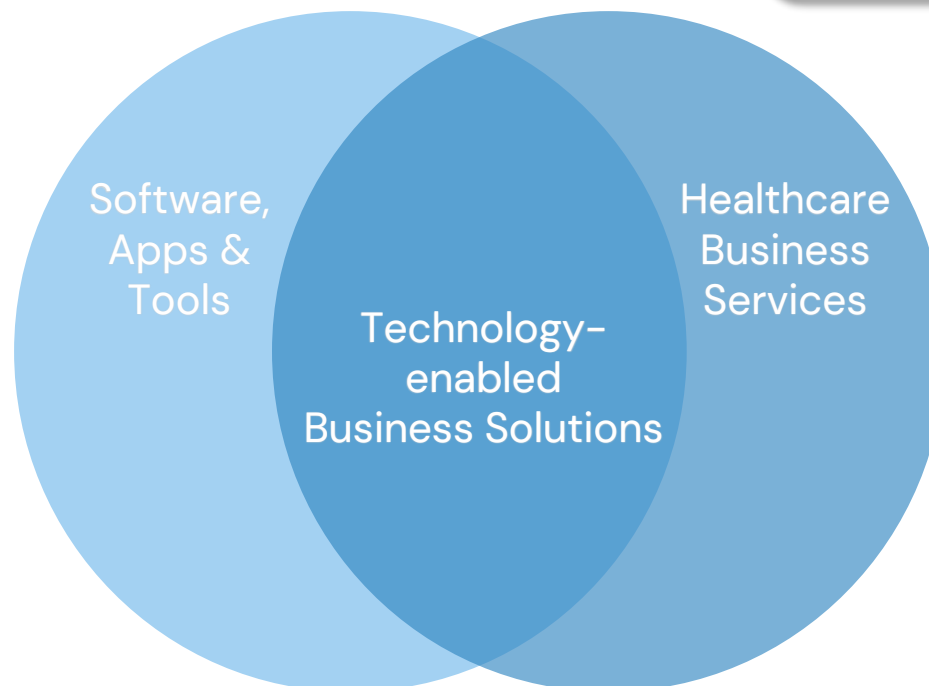 Software,
Apps &
Tools
Technology-
enabled
Business Solutions
Healthcare
Business
Services